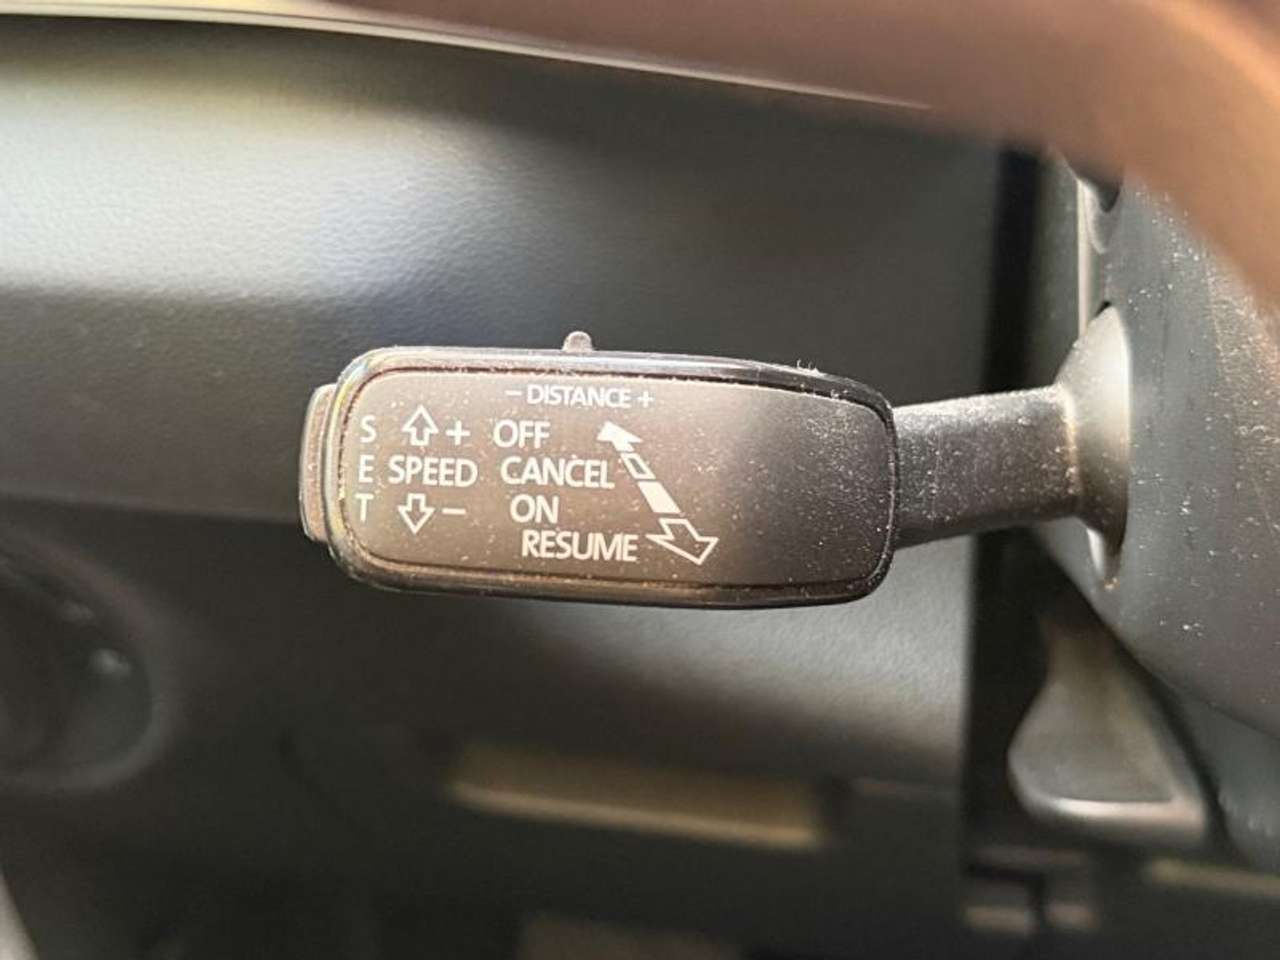 - DISTANCE +
S + OFF
E SPEED CANCEL
T - ON
RESUME